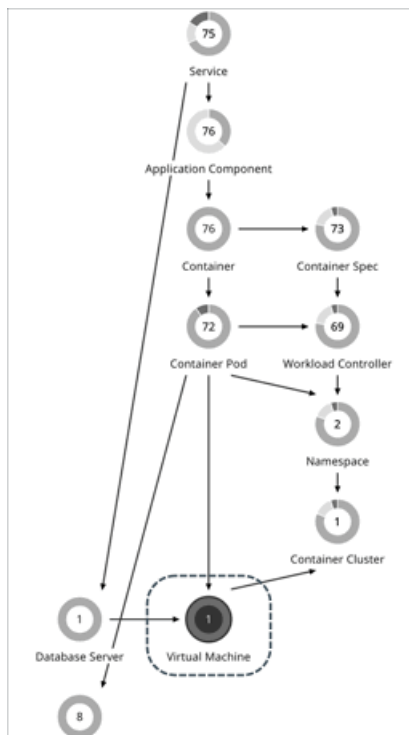 75
Service
76
Application Component
76
73
Container
Container Spec
72
69
Container Pod
Workload Controller
2
Namespace
1
Container Cluster
1
1
Database Server
Virtual Machine
8